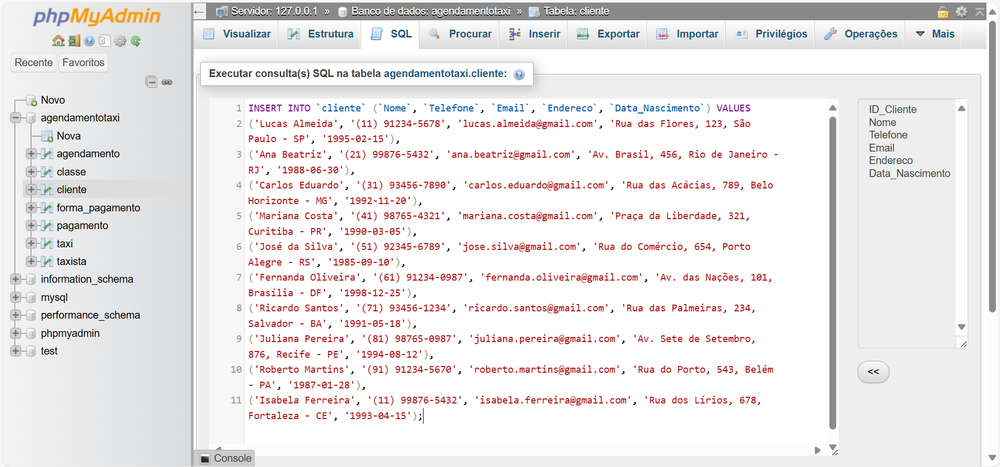 phpMyAdmin
Recente Favoritos
Novo
agendamentotaxi
Nova
agendamento
classe
cliente
forma_pagamento
pagamento
taxi
taxista
information_schema
mysql
performance_schema
phpmyadmin
test
Servidor: 127.0.0.1 » Banco de dados: agendamentotaxi » Tabela: cliente
Visualizar Estrutura SQL Procurar Inserir Exportar Importar Privilégios Operações Mais
Executar consulta(s) SQL na tabela agendamentotaxi.cliente:
1 INSERT INTO `cliente` (`Nome`, `Telefone`, `Email`, `Endereco`, `Data_Nascimento`) VALUES
2 ('Lucas Almeida', '(11) 91234-5678', 'lucas.almeida@gmail.com', 'Rua das Flores, 123, São
Paulo - SP', '1995-02-15'),
3 ('Ana Beatriz', '(21) 99876-5432', 'ana.beatriz@gmail.com', 'Av. Brasil, 456, Rio de Janeiro -
RJ', '1988-06-30'),
4 ('Carlos Eduardo', '(31) 93456-7890', 'carlos.eduardo@gmail.com', 'Rua das Acácias, 789, Belo
Horizonte - MG', '1992-11-20'),
5 ('Mariana Costa', '(41) 98765-4321', 'mariana.costa@gmail.com', 'Praça da Liberdade, 321,
Curitiba - PR', '1990-03-05'),
6 ('José da Silva', '(51) 92345-6789', 'jose.silva@gmail.com', 'Rua do Comércio, 654, Porto
Alegre - RS', '1985-09-10'),
7 ('Fernanda Oliveira', '(61) 91234-0987', 'fernanda.oliveira@gmail.com', 'Av. das Nações, 101,
Brasília - DF', '1998-12-25'),
8 ('Ricardo Santos', '(71) 93456-1234', 'ricardo.santos@gmail.com', 'Rua das Palmeiras, 234,
Salvador - BA', '1991-05-18'),
9 ('Juliana Pereira', '(81) 98765-0987', 'juliana.pereira@gmail.com', 'Av. Sete de Setembro,
876, Recife - PE', '1994-08-12'),
10 ('Roberto Martins', '(91) 91234-5670', 'roberto.martins@gmail.com', 'Rua do Porto, 543, Belém
- PA', '1987-01-28'),
11 ('Isabela Ferreira', '(11) 99876-5432', 'isabela.ferreira@gmail.com', 'Rua dos Lírios, 678,
Fortaleza - CE', '1993-04-15');
ID_Cliente
Nome
Telefone
Email
Endereco
Data_Nascimento
<<
Console